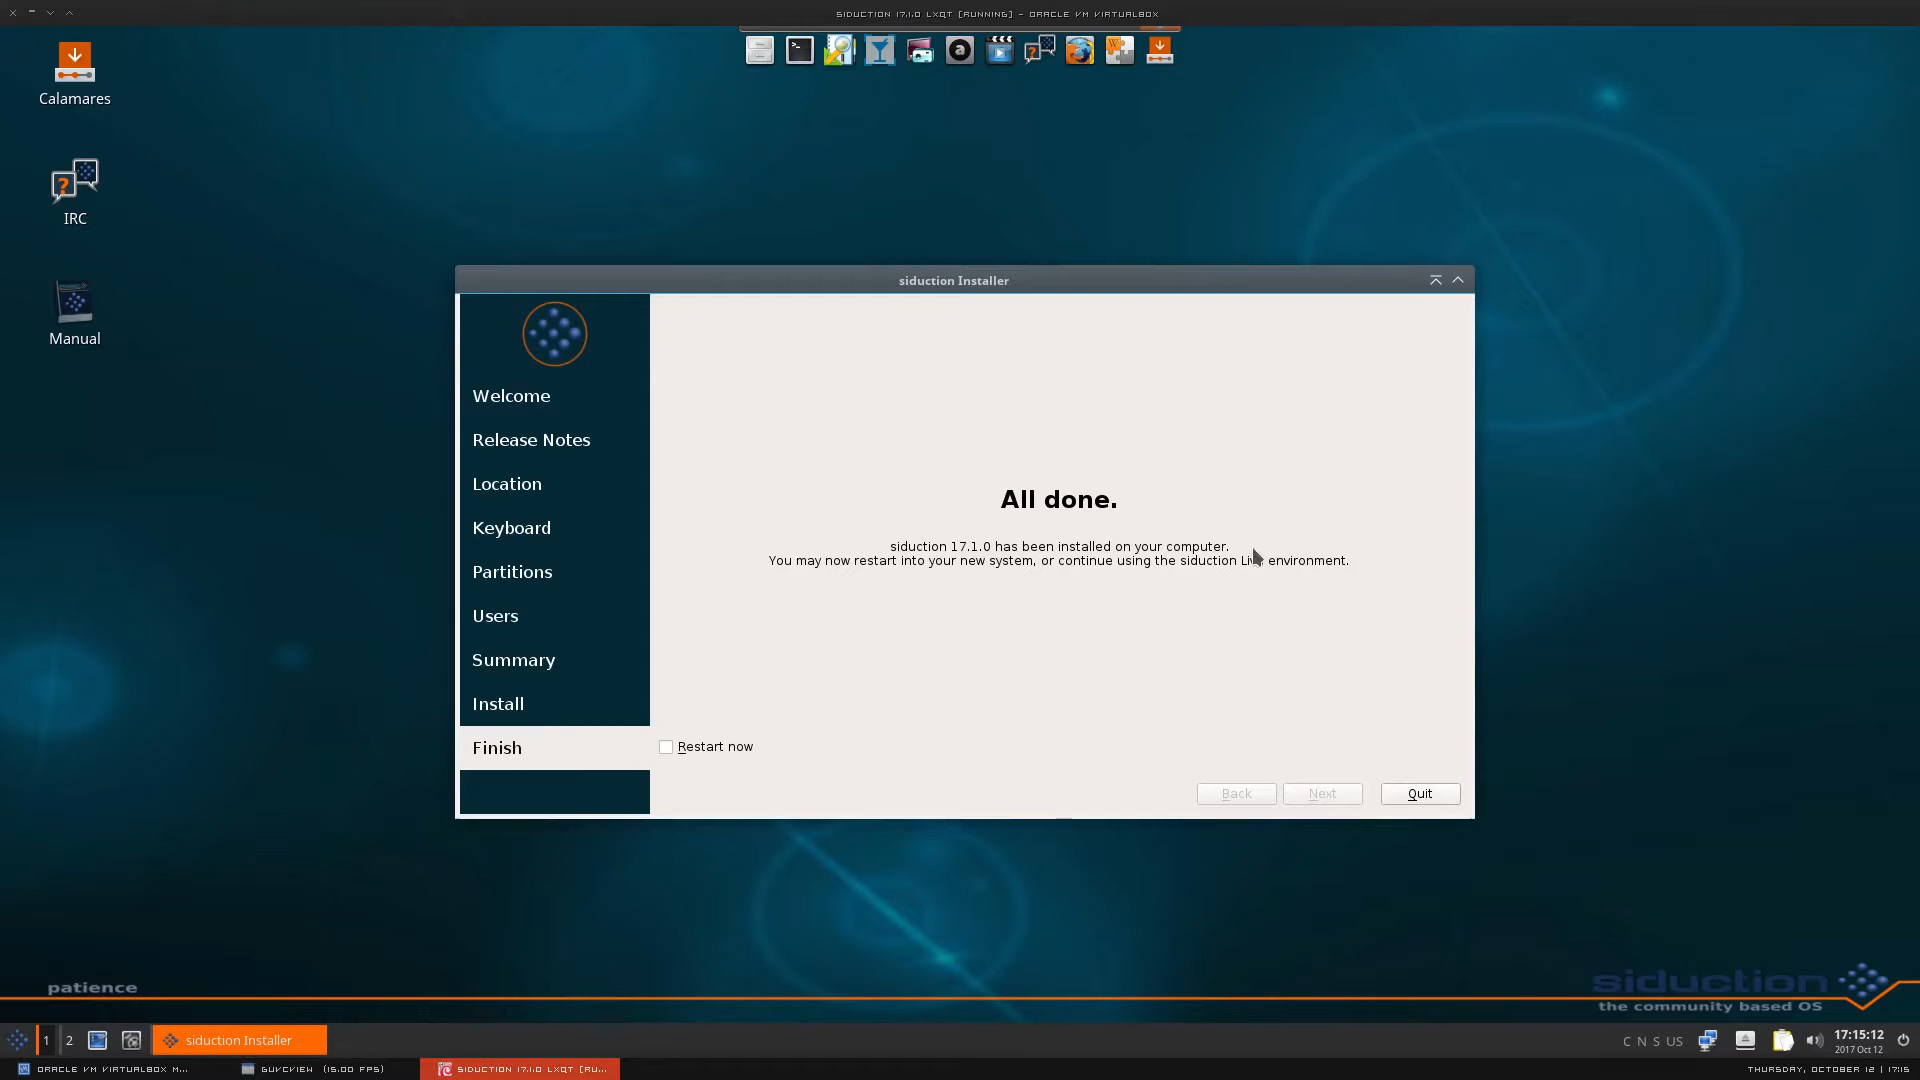 SIDUCTION 17.1.0 LXQT [RUNNING] - ORACLE VM VIRTUALBOX
Calamares
IRC
Manual
siduction Installer
Welcome
Release Notes
Location
Keyboard
Partitions
Users
Summary
Install
Finish
All done.
siduction 17.1.0 has been installed on your computer.
You may now restart into your new system, or continue using the siduction Live environment.
Restart now
Back
Next
Quit
patience
siduction
the community based OS
1
2
siduction Installer
C N S US
17:15:12
2017 Oct 12
ORACLE VM VIRTUALBOX M...
GUVCVIEW (15.00 FPS)
SIDUCTION 17.1.0 LXQT [RU...
THURSDAY, OCTOBER 12 | 17:15